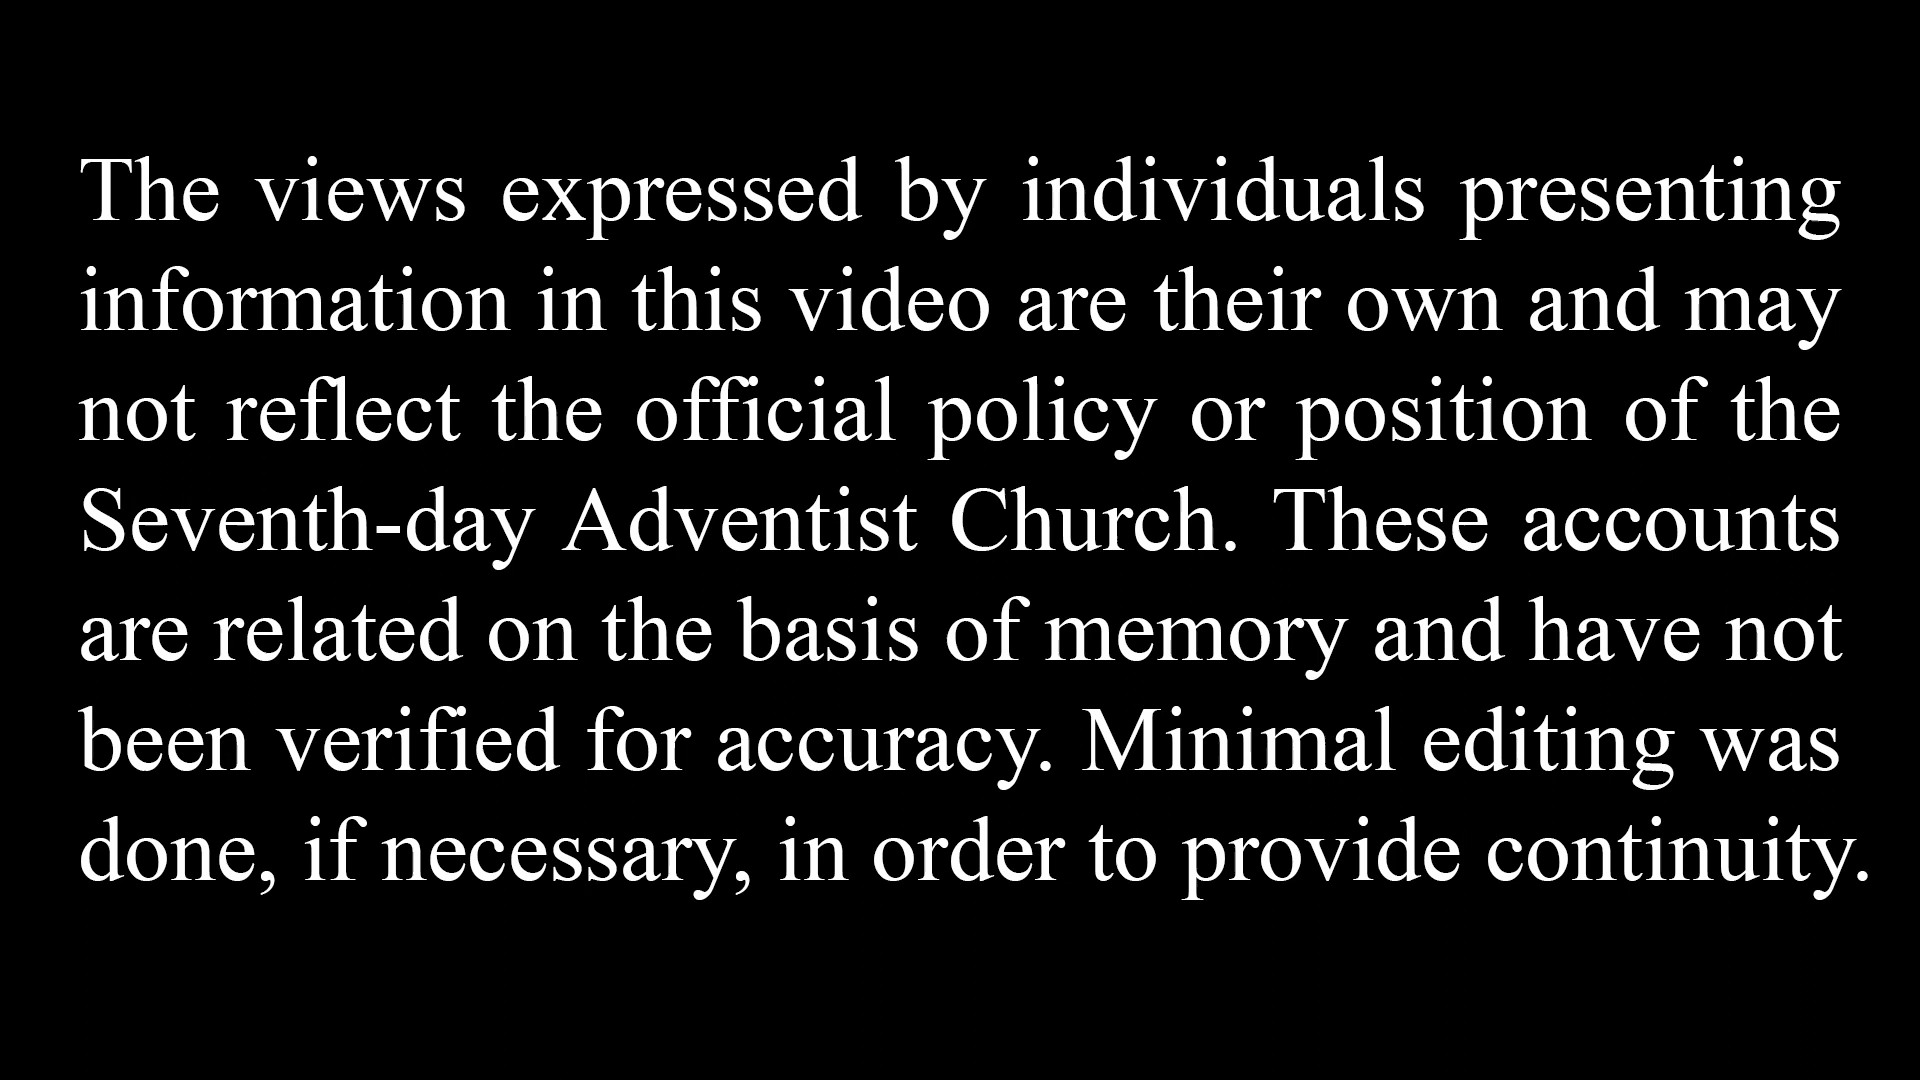 The views expressed by individuals presenting
information in this video are their own and may
not reflect the official policy or position of the
Seventh-day Adventist Church. These accounts
are related on the basis of memory and have not
been verified for accuracy. Minimal editing was
done, if necessary, in order to provide continuity.